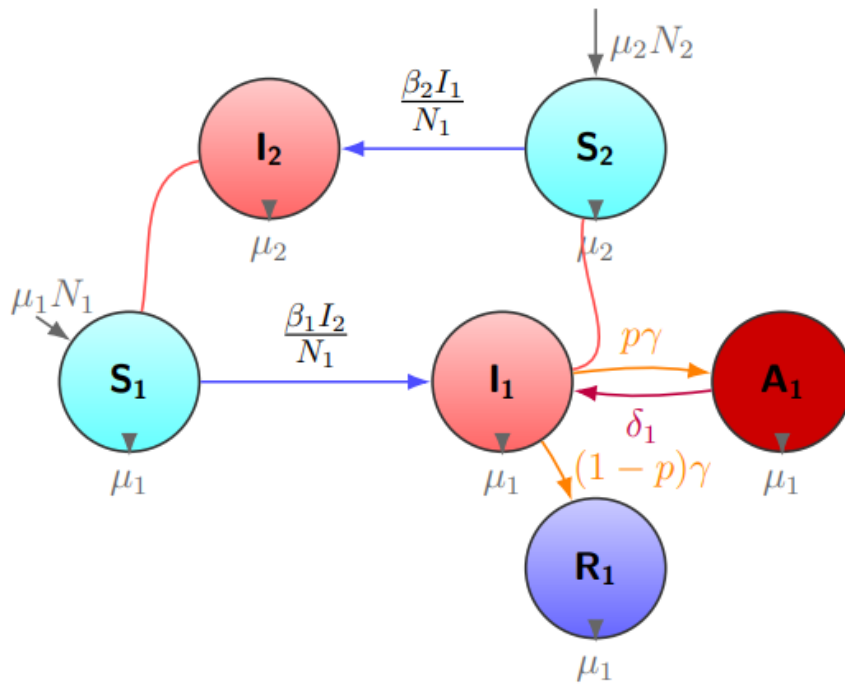 μ₂N₂
β₂I₁
N₁
I₂
S₂
μ₂
μ₂
μ₁N₁
β₁I₂
N₁
S₁
I₁
pγ
A₁
δ₁
μ₁
μ₁
(1 − p)γ
μ₁
R₁
μ₁